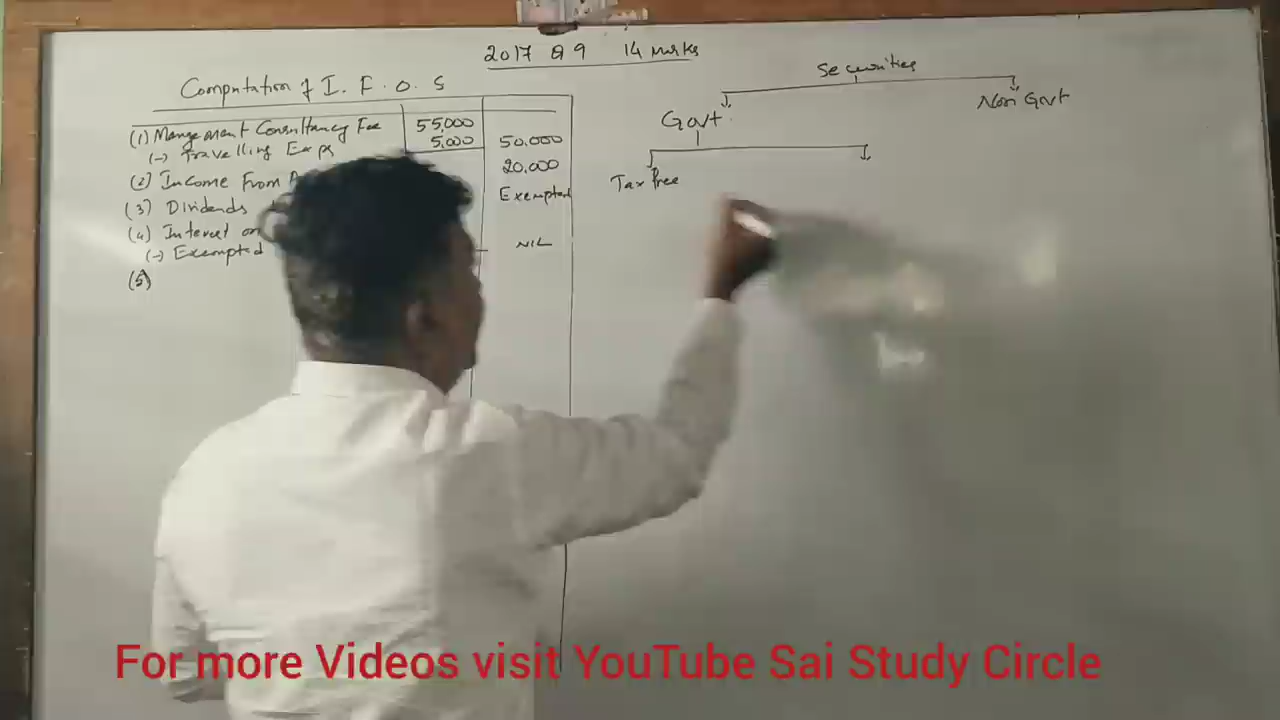 2017 Q9 14 marks
Computation of I. F. O. S
(1) Mangement Consultancy Fee 55,000
(-) Travelling Exps 5,000 50,000
(2) Income From 20,000
(3) Dividends Exempted
(4) Interest on
(-) Exempted NIL
(5)
Securities
Govt.
Non Govt
Tax free
For more Videos visit YouTube Sai Study Circle